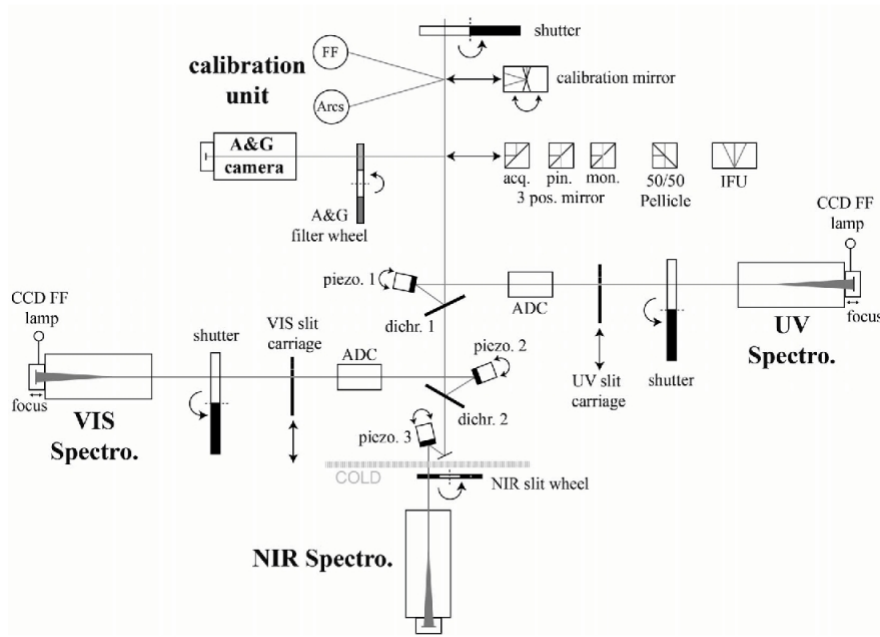 shutter
FF
calibration
unit
calibration mirror
Arcs
A&G
camera
acq.
pin.
mon.
3 pos. mirror
50/50
Pellicle
IFU
A&G
filter wheel
CCD FF
lamp
piezo. 1
ADC
dichr. 1
focus
UV
Spectro.
CCD FF
lamp
shutter
VIS slit
carriage
ADC
piezo. 2
UV slit
carriage
shutter
focus
VIS
Spectro.
dichr. 2
piezo. 3
COLD
NIR slit wheel
NIR Spectro.